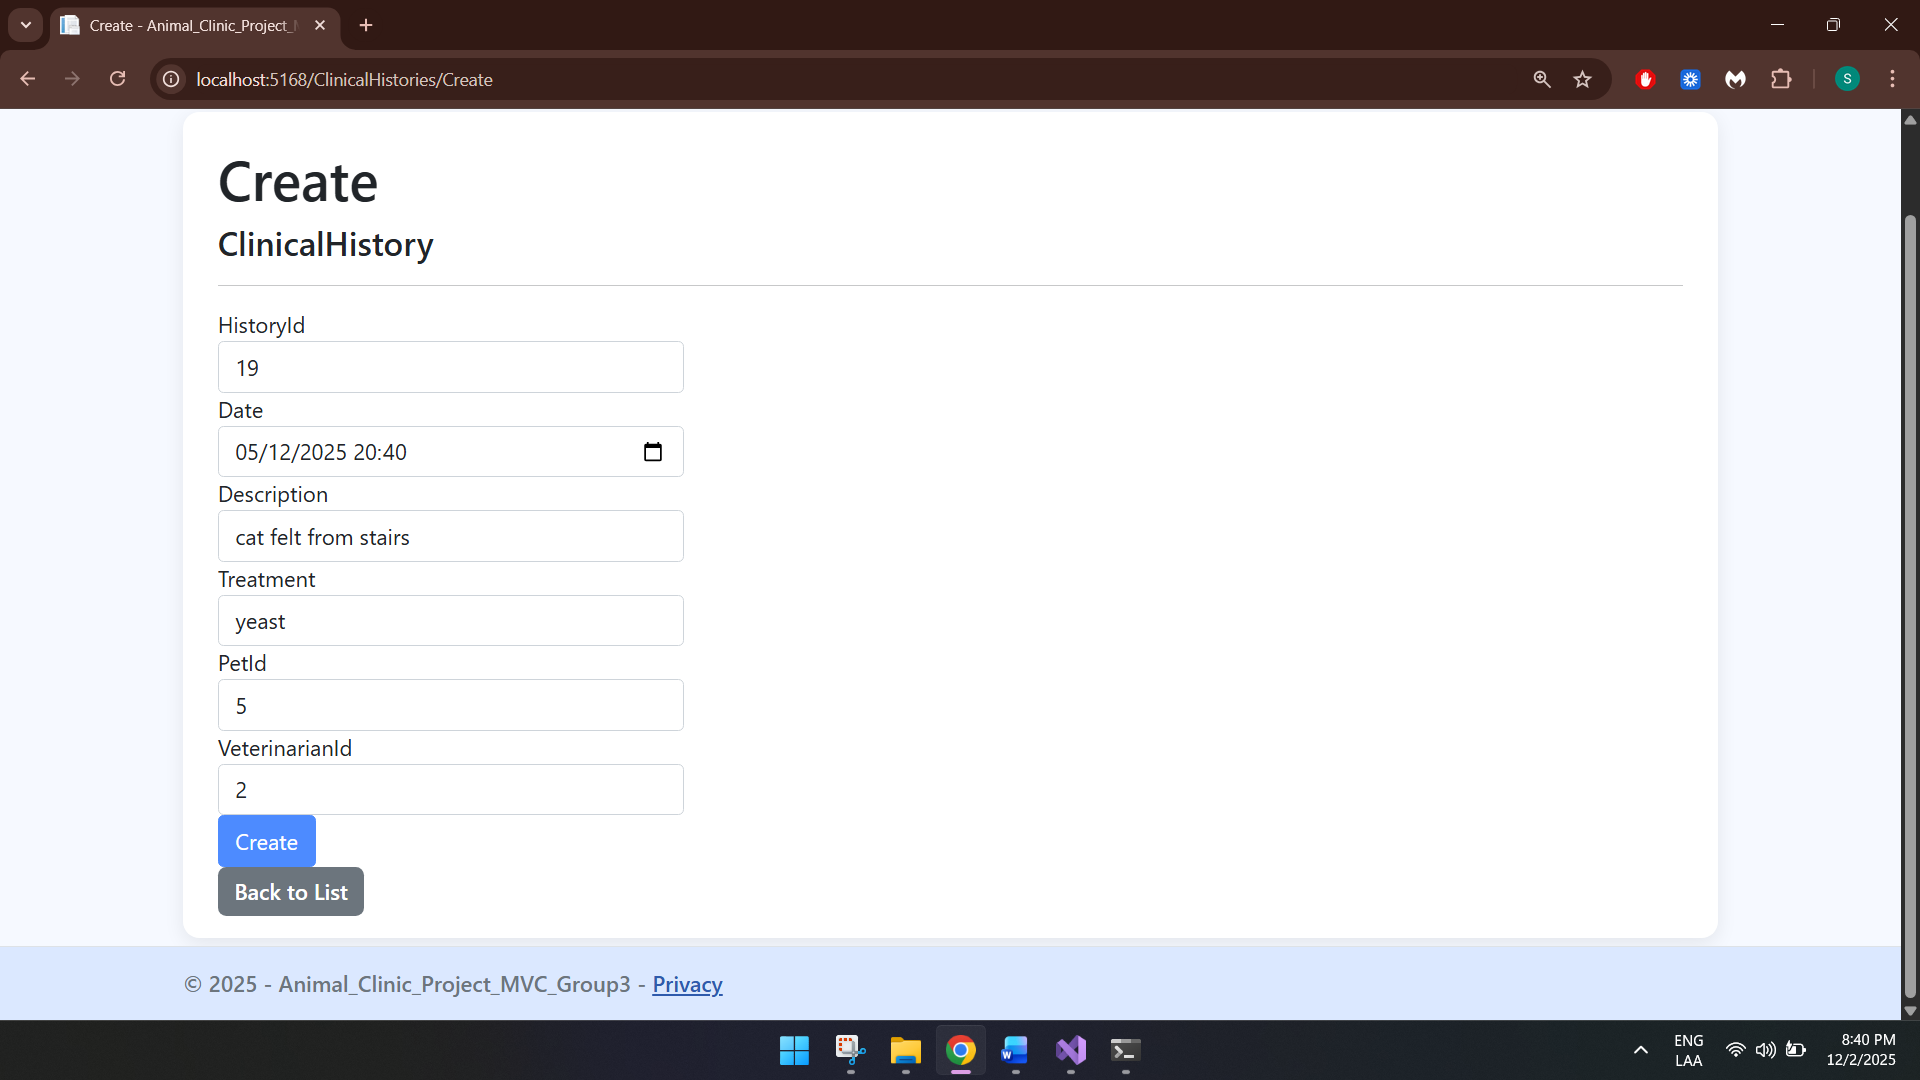 Create - Animal_Clinic_Project_M
localhost:5168/ClinicalHistories/Create
S
Create
ClinicalHistory
HistoryId
19
Date
05/12/2025 20:40
Description
cat felt from stairs
Treatment
yeast
PetId
5
VeterinarianId
2
Create
Back to List
© 2025 - Animal_Clinic_Project_MVC_Group3 - Privacy
ENG
LAA
8:40 PM
12/2/2025